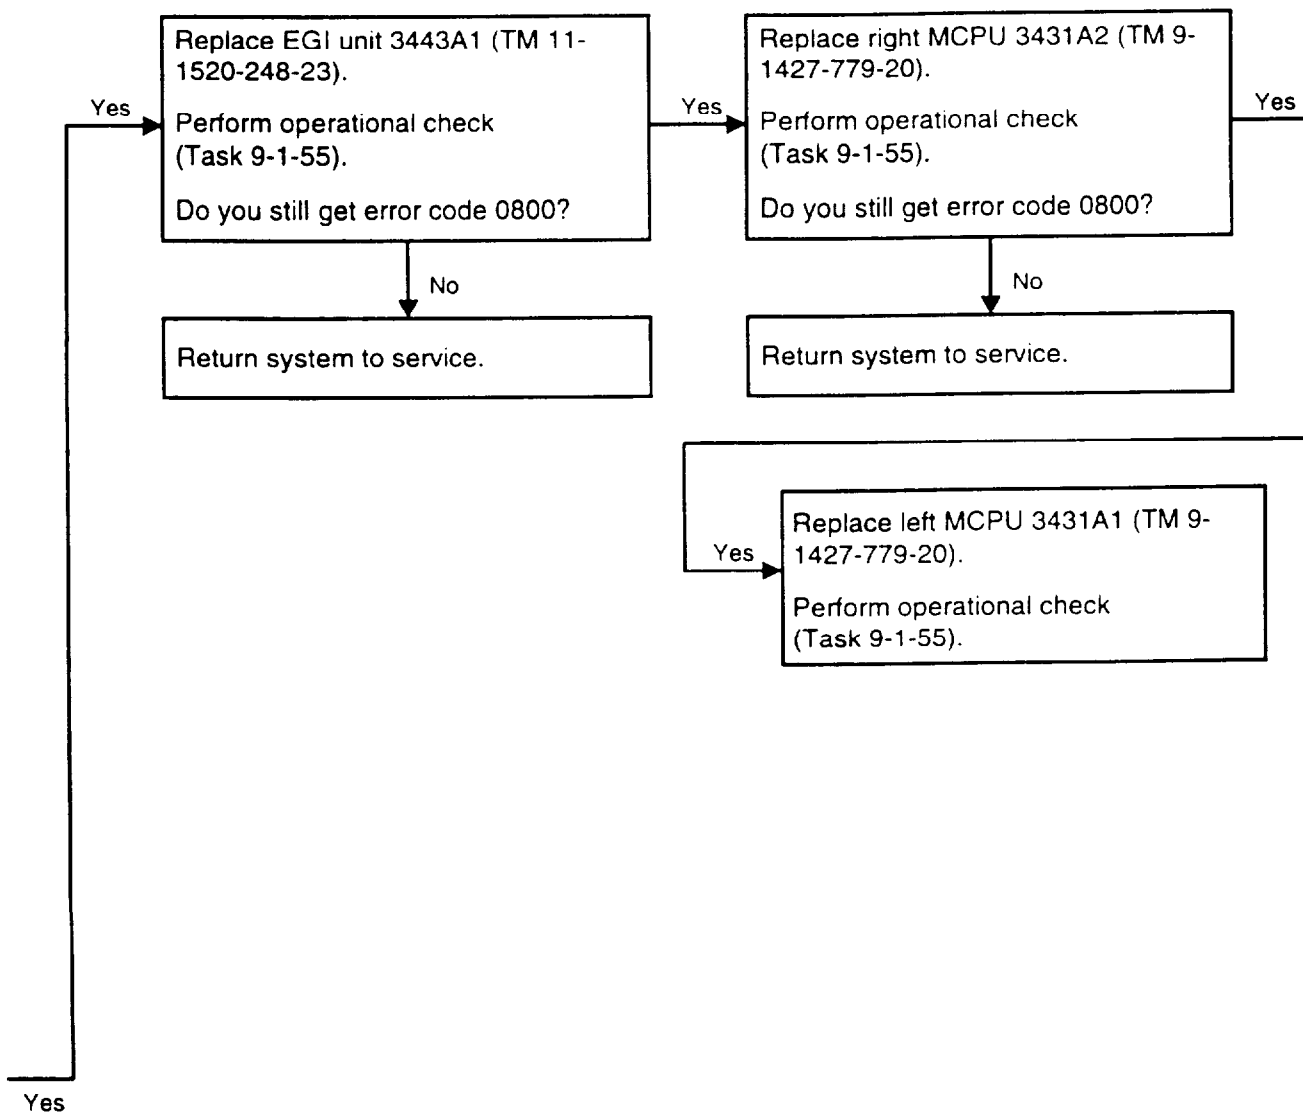 Yes
Replace EGI unit 3443A1 (TM 11-
1520-248-23).
Perform operational check
(Task 9-1-55).
Do you still get error code 0800?
Yes
Replace right MCPU 3431A2 (TM 9-
1427-779-20).
Perform operational check
(Task 9-1-55).
Do you still get error code 0800?
Yes
No
No
Return system to service.
Return system to service.
Yes
Replace left MCPU 3431A1 (TM 9-
1427-779-20).
Perform operational check
(Task 9-1-55).
Yes